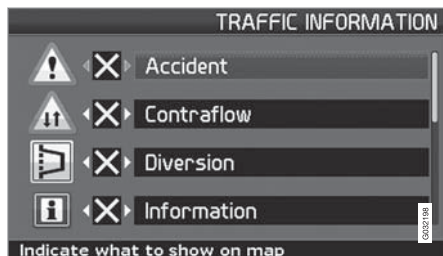 TRAFFIC INFORMATION
Accident
Contraflow
Diversion
Information
G032198
Indicate what to show on map